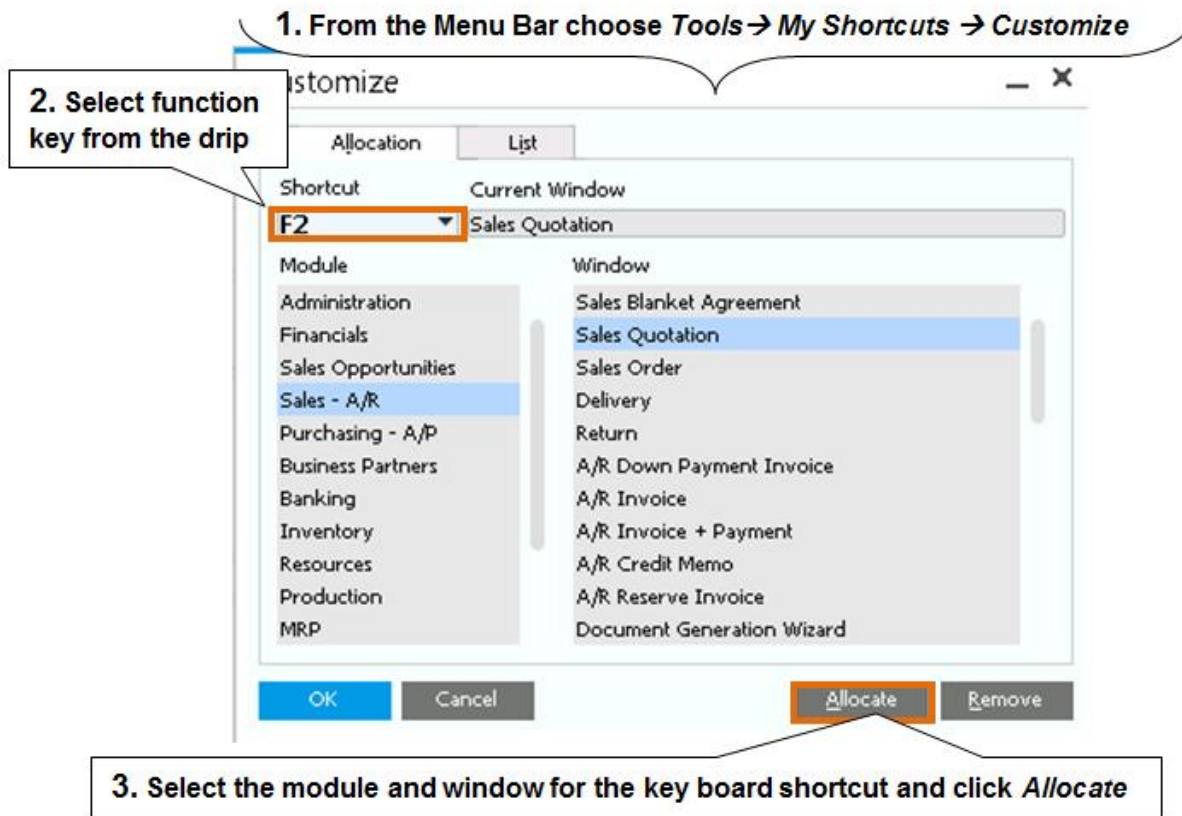 1. From the Menu Bar choose Tools→ My Shortcuts → Customize
ustomize
2. Select function
key from the drip
Allocation
List
Shortcut
Current Window
F2
Sales Quotation
Module
Window
Administration
Sales Blanket Agreement
Financials
Sales Quotation
Sales Opportunities
Sales Order
Sales - A/R
Delivery
Purchasing - A/P
Return
Business Partners
A/R Down Payment Invoice
Banking
A/R Invoice
Inventory
A/R Invoice + Payment
Resources
A/R Credit Memo
Production
A/R Reserve Invoice
MRP
Document Generation Wizard
OK
Cancel
Allocate
Remove
3. Select the module and window for the key board shortcut and click Allocate